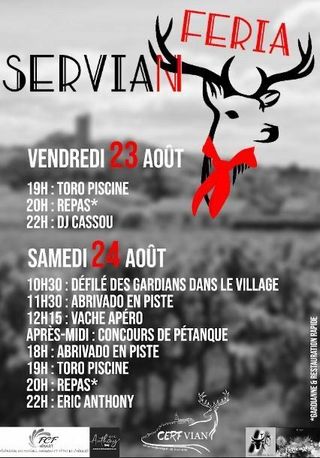 FERIA
SERVIAN
VENDREDI 23 AOÛT
19H : TORO PISCINE
20H : REPAS*
22H : DJ CASSOU
SAMEDI 24 AOÛT
10H30 : DÉFILÉ DES GARDIANS DANS LE VILLAGE
11H30 : ABRIVADO EN PISTE
12H15 : VACHE APÉRO
APRÈS-MIDI : CONCOURS DE PÉTANQUE
18H : ABRIVADO EN PISTE
19H : TORO PISCINE
20H : REPAS*
22H : ERIC ANTHONY
*GARDIANNE & RESTAURATION RAPIDE
FCF
Anthony
CERFVIAN